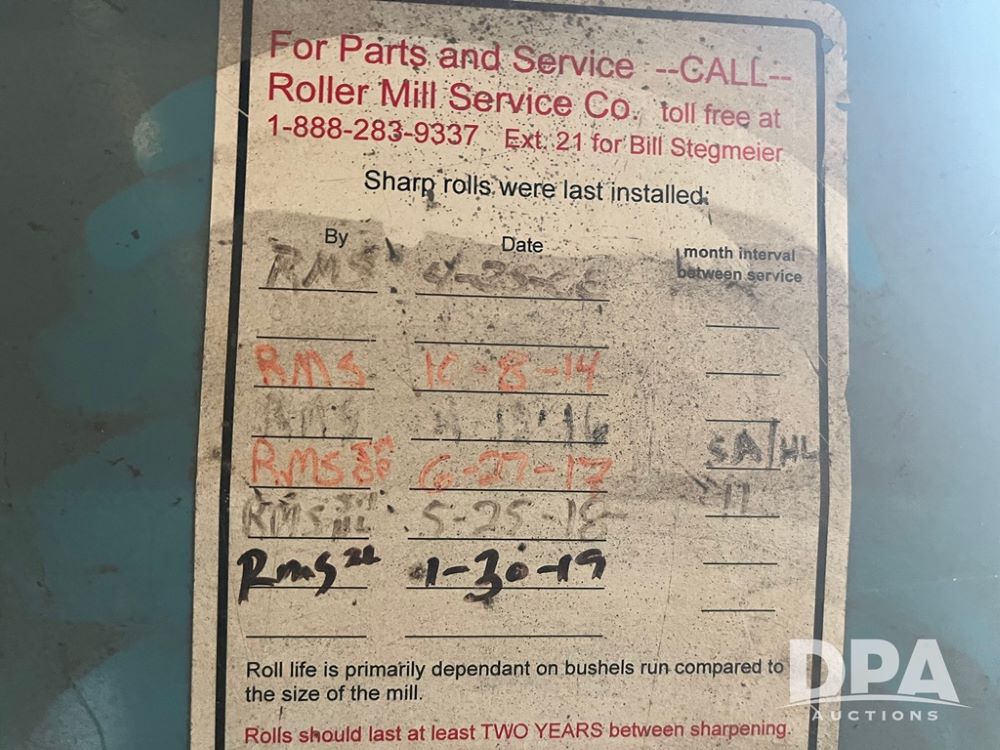 For Parts and Service --CALL--
Roller Mill Service Co. toll free at
1-888-283-9337 Ext. 21 for Bill Stegmeier
Sharp rolls were last installed:
By Date month interval
between service
RMS
RMS 10-8-14
RMS
RMS 6-27-17 SA/HL
RMS 5-25-18 11
RMS 1-30-19
Roll life is primarily dependant on bushels run compared to
the size of the mill.
Rolls should last at least TWO YEARS between sharpening.
DPA
AUCTIONS